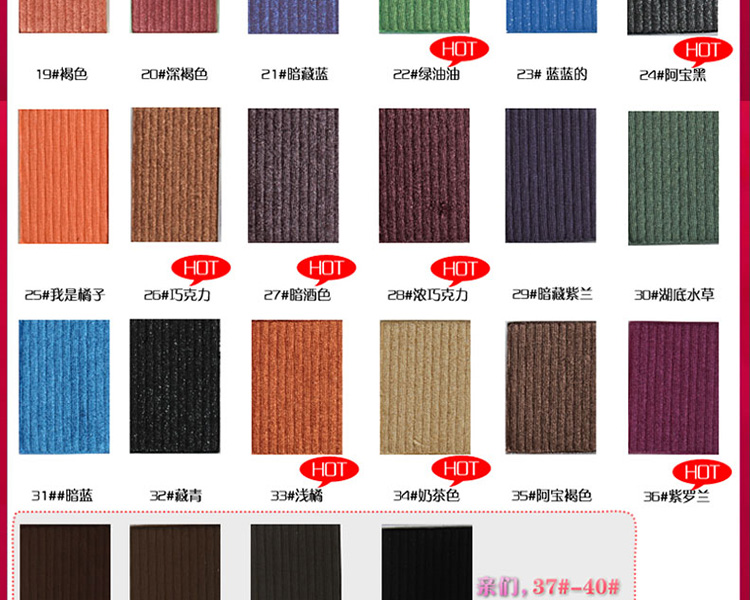 HOT HOT
19#褐色 20#深褐色 21#暗藏蓝 22#绿油油 23# 蓝蓝的 24#阿宝黑
HOT HOT HOT
25#我是橘子 26#巧克力 27#暗酒色 28#浓巧克力 29#暗藏紫兰 30#湖底水草
HOT HOT HOT
31##暗蓝 32#藏青 33#浅橘 34#奶茶色 35#阿宝褐色 36#紫罗兰
亲们,37#-40#